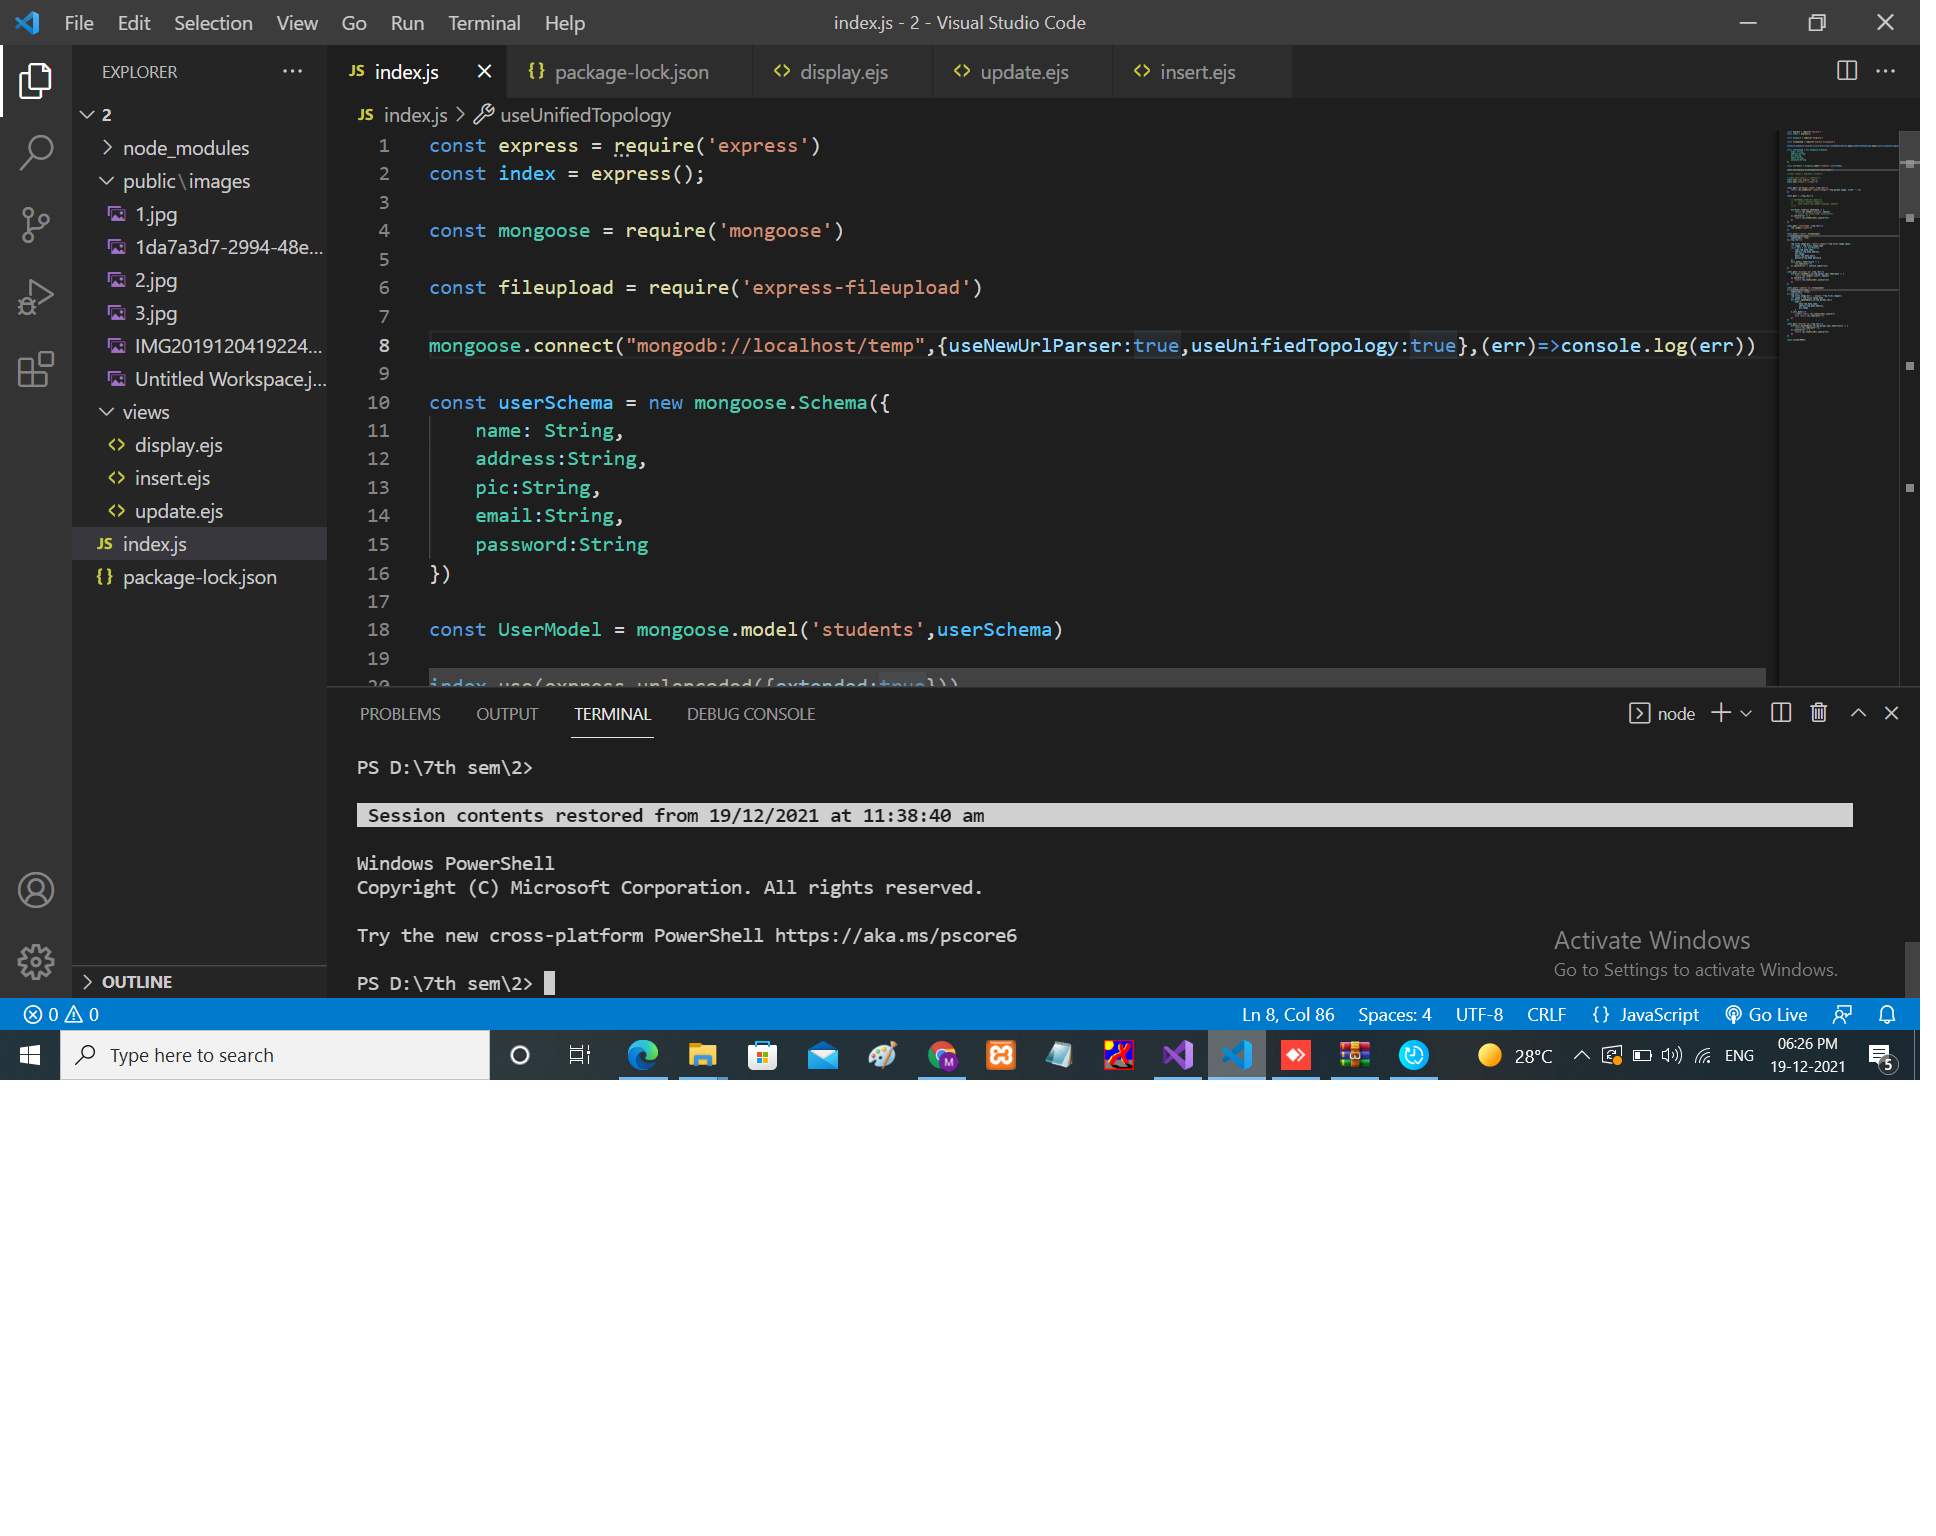 File Edit Selection View Go Run Terminal Help
index.js - 2 - Visual Studio Code
EXPLORER
JS index.js
{} package-lock.json
<> display.ejs
<> update.ejs
<> insert.ejs
2
node_modules
public\images
1.jpg
1da7a3d7-2994-48e...
2.jpg
3.jpg
IMG2019120419224...
Untitled Workspace.j...
views
<> display.ejs
<> insert.ejs
<> update.ejs
JS index.js
{} package-lock.json
OUTLINE
JS index.js > useUnifiedTopology
1 const express = require('express')
2 const index = express();
3
4 const mongoose = require('mongoose')
5
6 const fileupload = require('express-fileupload')
7
8 mongoose.connect("mongodb://localhost/temp",{useNewUrlParser:true,useUnifiedTopology:true},(err)=>console.log(err))
9
10 const userSchema = new mongoose.Schema({
11 name: String,
12 address:String,
13 pic:String,
14 email:String,
15 password:String
16 })
17
18 const UserModel = mongoose.model('students',userSchema)
19
20 index.use(express.urlencoded({extended:true}))
PROBLEMS OUTPUT TERMINAL DEBUG CONSOLE
node
PS D:\7th sem\2>
Session contents restored from 19/12/2021 at 11:38:40 am
Windows PowerShell
Copyright (C) Microsoft Corporation. All rights reserved.
Try the new cross-platform PowerShell https://aka.ms/pscore6
PS D:\7th sem\2>
Activate Windows
Go to Settings to activate Windows.
0 0
Ln 8, Col 86 Spaces: 4 UTF-8 CRLF {} JavaScript Go Live
Type here to search
M
28°C
ENG
06:26 PM
19-12-2021
5